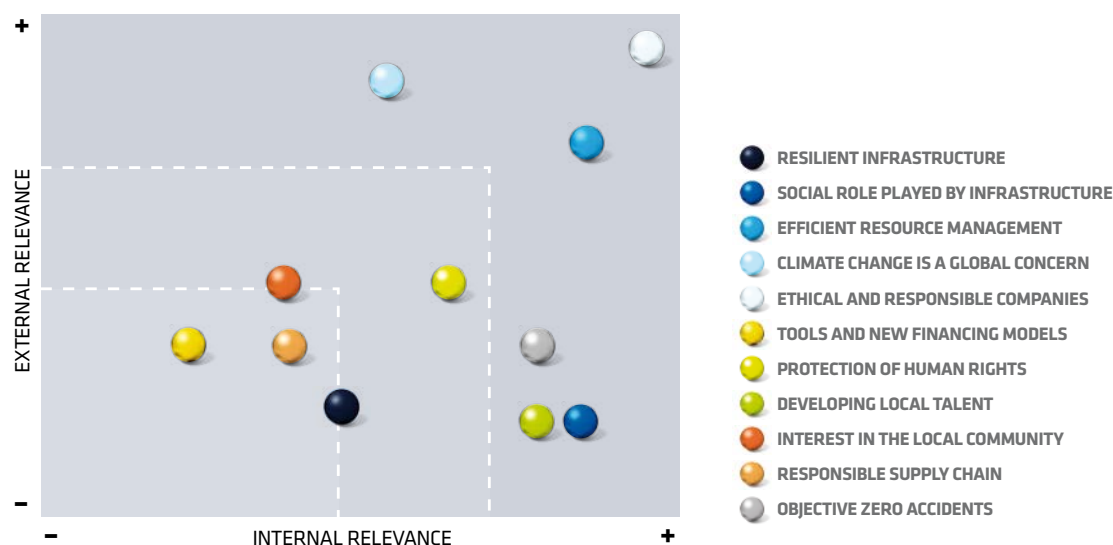 +
EXTERNAL RELEVANCE
–
–
INTERNAL RELEVANCE
+
RESILIENT INFRASTRUCTURE
SOCIAL ROLE PLAYED BY INFRASTRUCTURE
EFFICIENT RESOURCE MANAGEMENT
CLIMATE CHANGE IS A GLOBAL CONCERN
ETHICAL AND RESPONSIBLE COMPANIES
TOOLS AND NEW FINANCING MODELS
PROTECTION OF HUMAN RIGHTS
DEVELOPING LOCAL TALENT
INTEREST IN THE LOCAL COMMUNITY
RESPONSIBLE SUPPLY CHAIN
OBJECTIVE ZERO ACCIDENTS